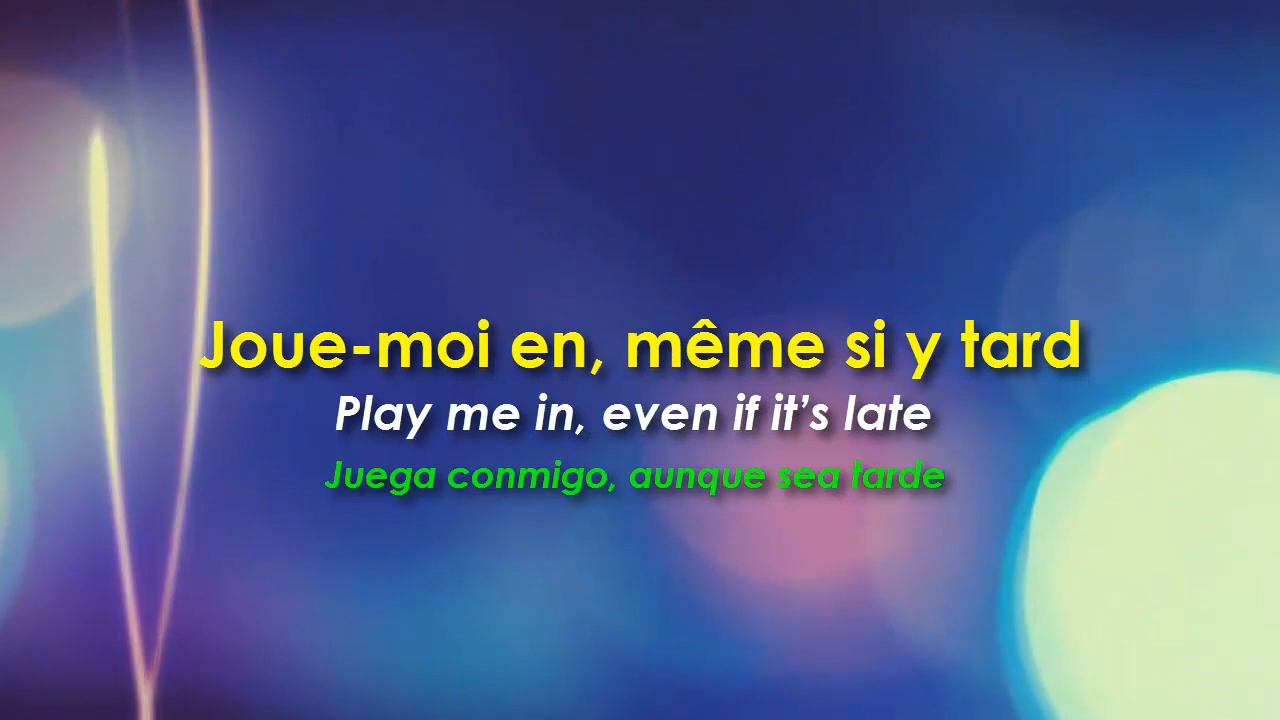 Joue-moi en, même si y tard
Play me in, even if it’s late
Juega conmigo, aunque sea tarde